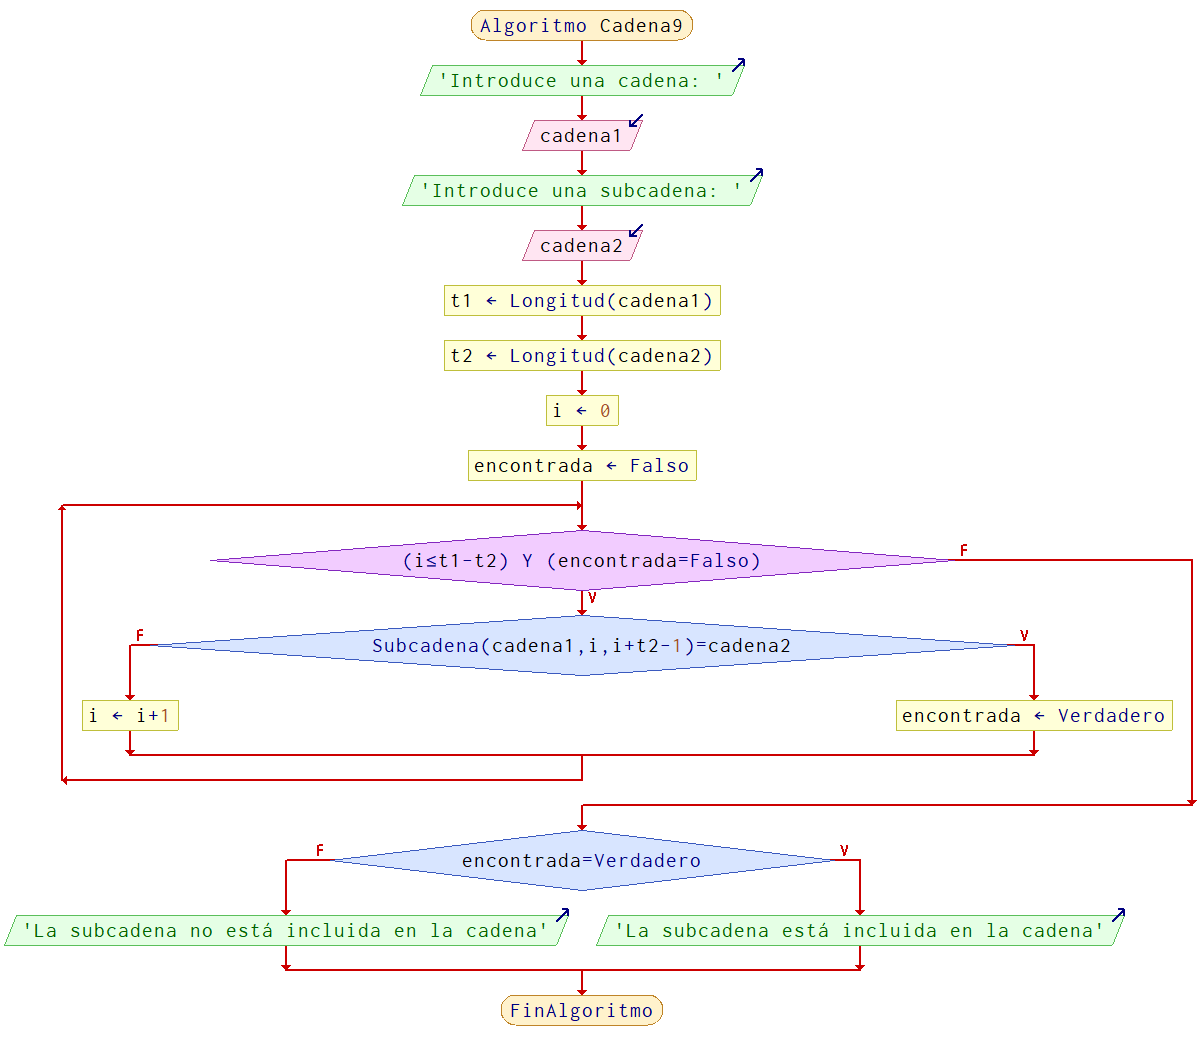 Algoritmo Cadena9
'Introduce una cadena: '
cadena1
'Introduce una subcadena: '
cadena2
t1 ← Longitud(cadena1)
t2 ← Longitud(cadena2)
i ← 0
encontrada ← Falso
(i≤t1-t2) Y (encontrada=Falso)
F
V
Subcadena(cadena1,i,i+t2-1)=cadena2
F
V
i ← i+1
encontrada ← Verdadero
encontrada=Verdadero
F
V
'La subcadena no está incluida en la cadena'
'La subcadena está incluida en la cadena'
FinAlgoritmo